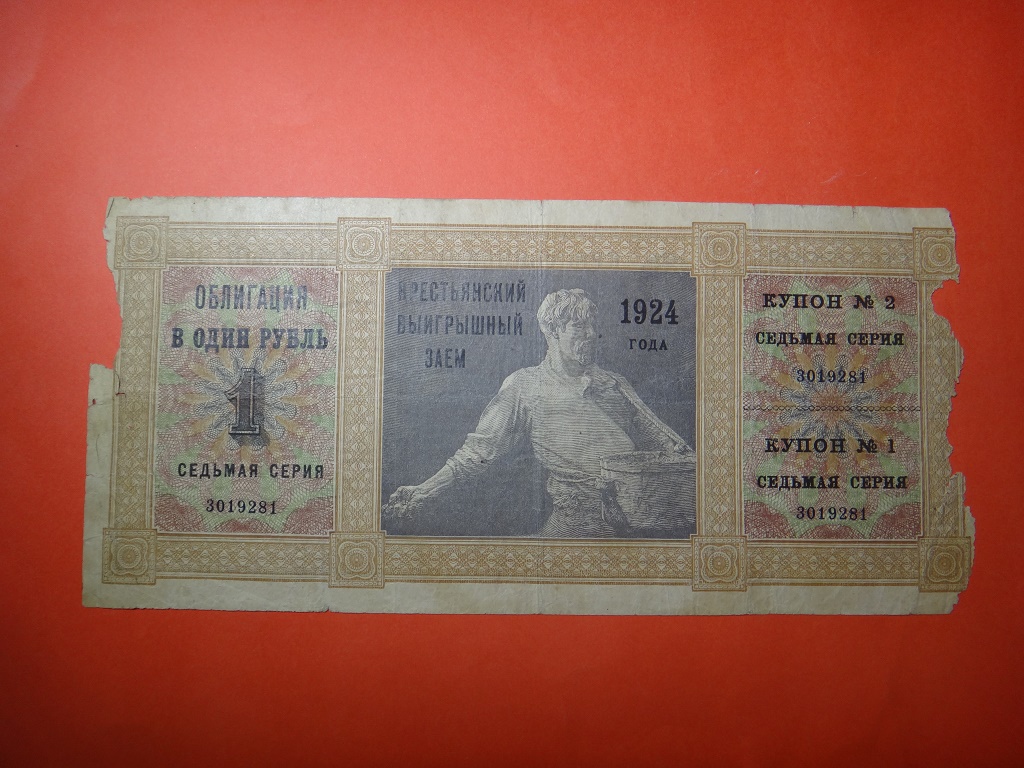 ОБЛИГАЦИЯ
В ОДИН РУБЛЬ
1
СЕДЬМАЯ СЕРИЯ
3019281
КРЕСТЬЯНСКИЙ
ВЫИГРЫШНЫЙ
ЗАЕМ
1924
ГОДА
КУПОН № 2
СЕДЬМАЯ СЕРИЯ
3019281
КУПОН № 1
СЕДЬМАЯ СЕРИЯ
3019281